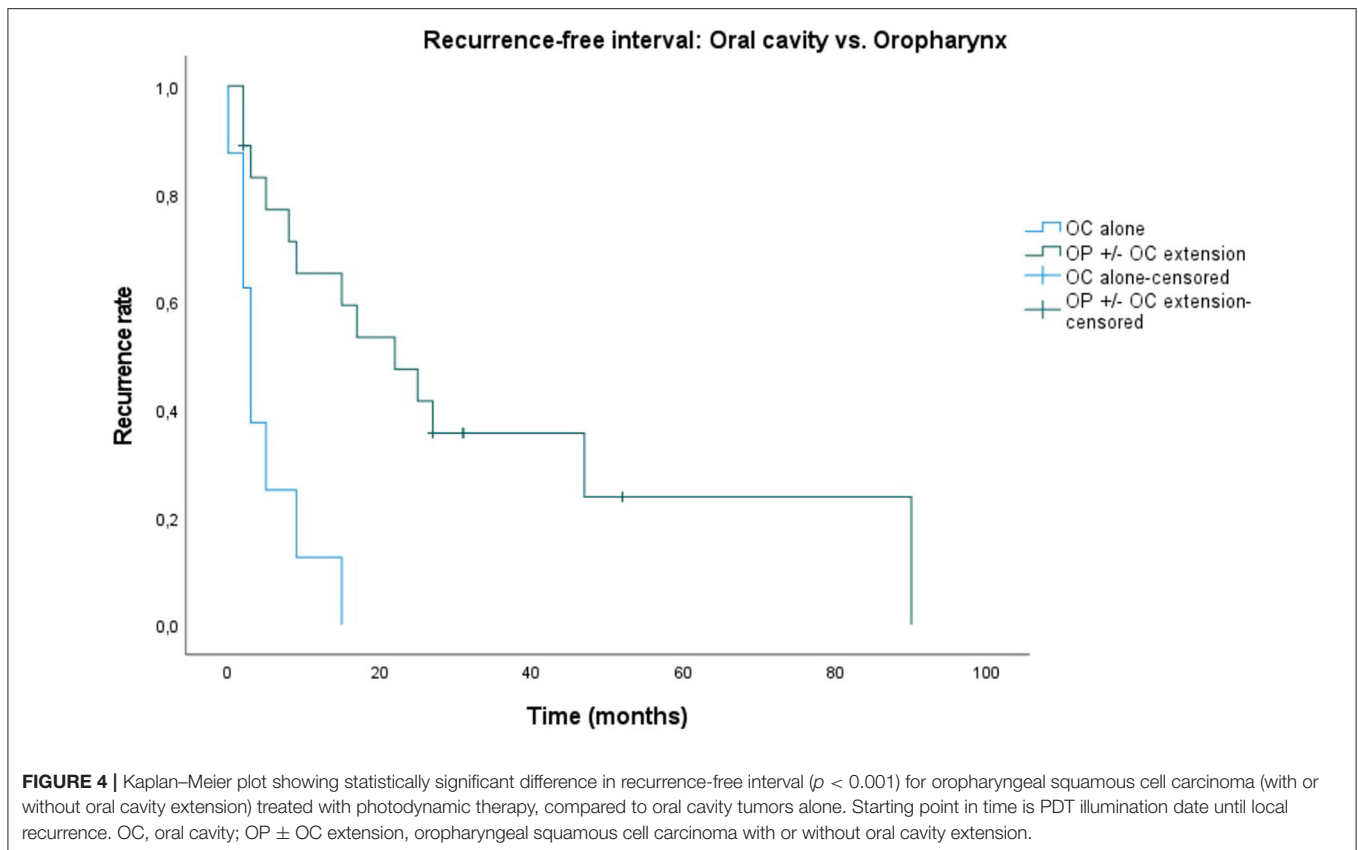 Recurrence-free interval: Oral cavity vs. Oropharynx
1,0
0,8
0,6
0,4
0,2
0,0
Recurrence rate
0 20 40 60 80 100
Time (months)
OC alone
OP +/- OC extension
OC alone-censored
OP +/- OC extension-
censored
FIGURE 4 | Kaplan–Meier plot showing statistically significant difference in recurrence-free interval (p < 0.001) for oropharyngeal squamous cell carcinoma (with or
without oral cavity extension) treated with photodynamic therapy, compared to oral cavity tumors alone. Starting point in time is PDT illumination date until local
recurrence. OC, oral cavity; OP ± OC extension, oropharyngeal squamous cell carcinoma with or without oral cavity extension.